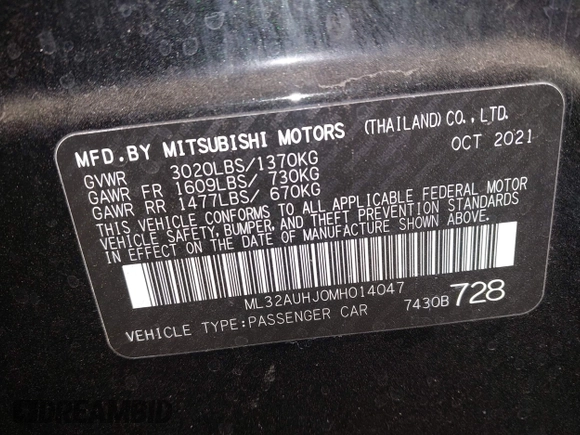 MFD.BY MITSUBISHI MOTORS (THAILAND) CO., LTD.
OCT 2021
GVWR 3020LBS/1370KG
GAWR FR 1609LBS/ 730KG
GAWR RR 1477LBS/ 670KG
THIS VEHICLE CONFORMS TO ALL APPLICABLE FEDERAL MOTOR
VEHICLE SAFETY, BUMPER, AND THEFT PREVENTION STANDARDS
IN EFFECT ON THE DATE OF MANUFACTURE SHOWN ABOVE.
ML32AUHJ0MH014047
VEHICLE TYPE:PASSENGER CAR 7430B 728
DREAMBID